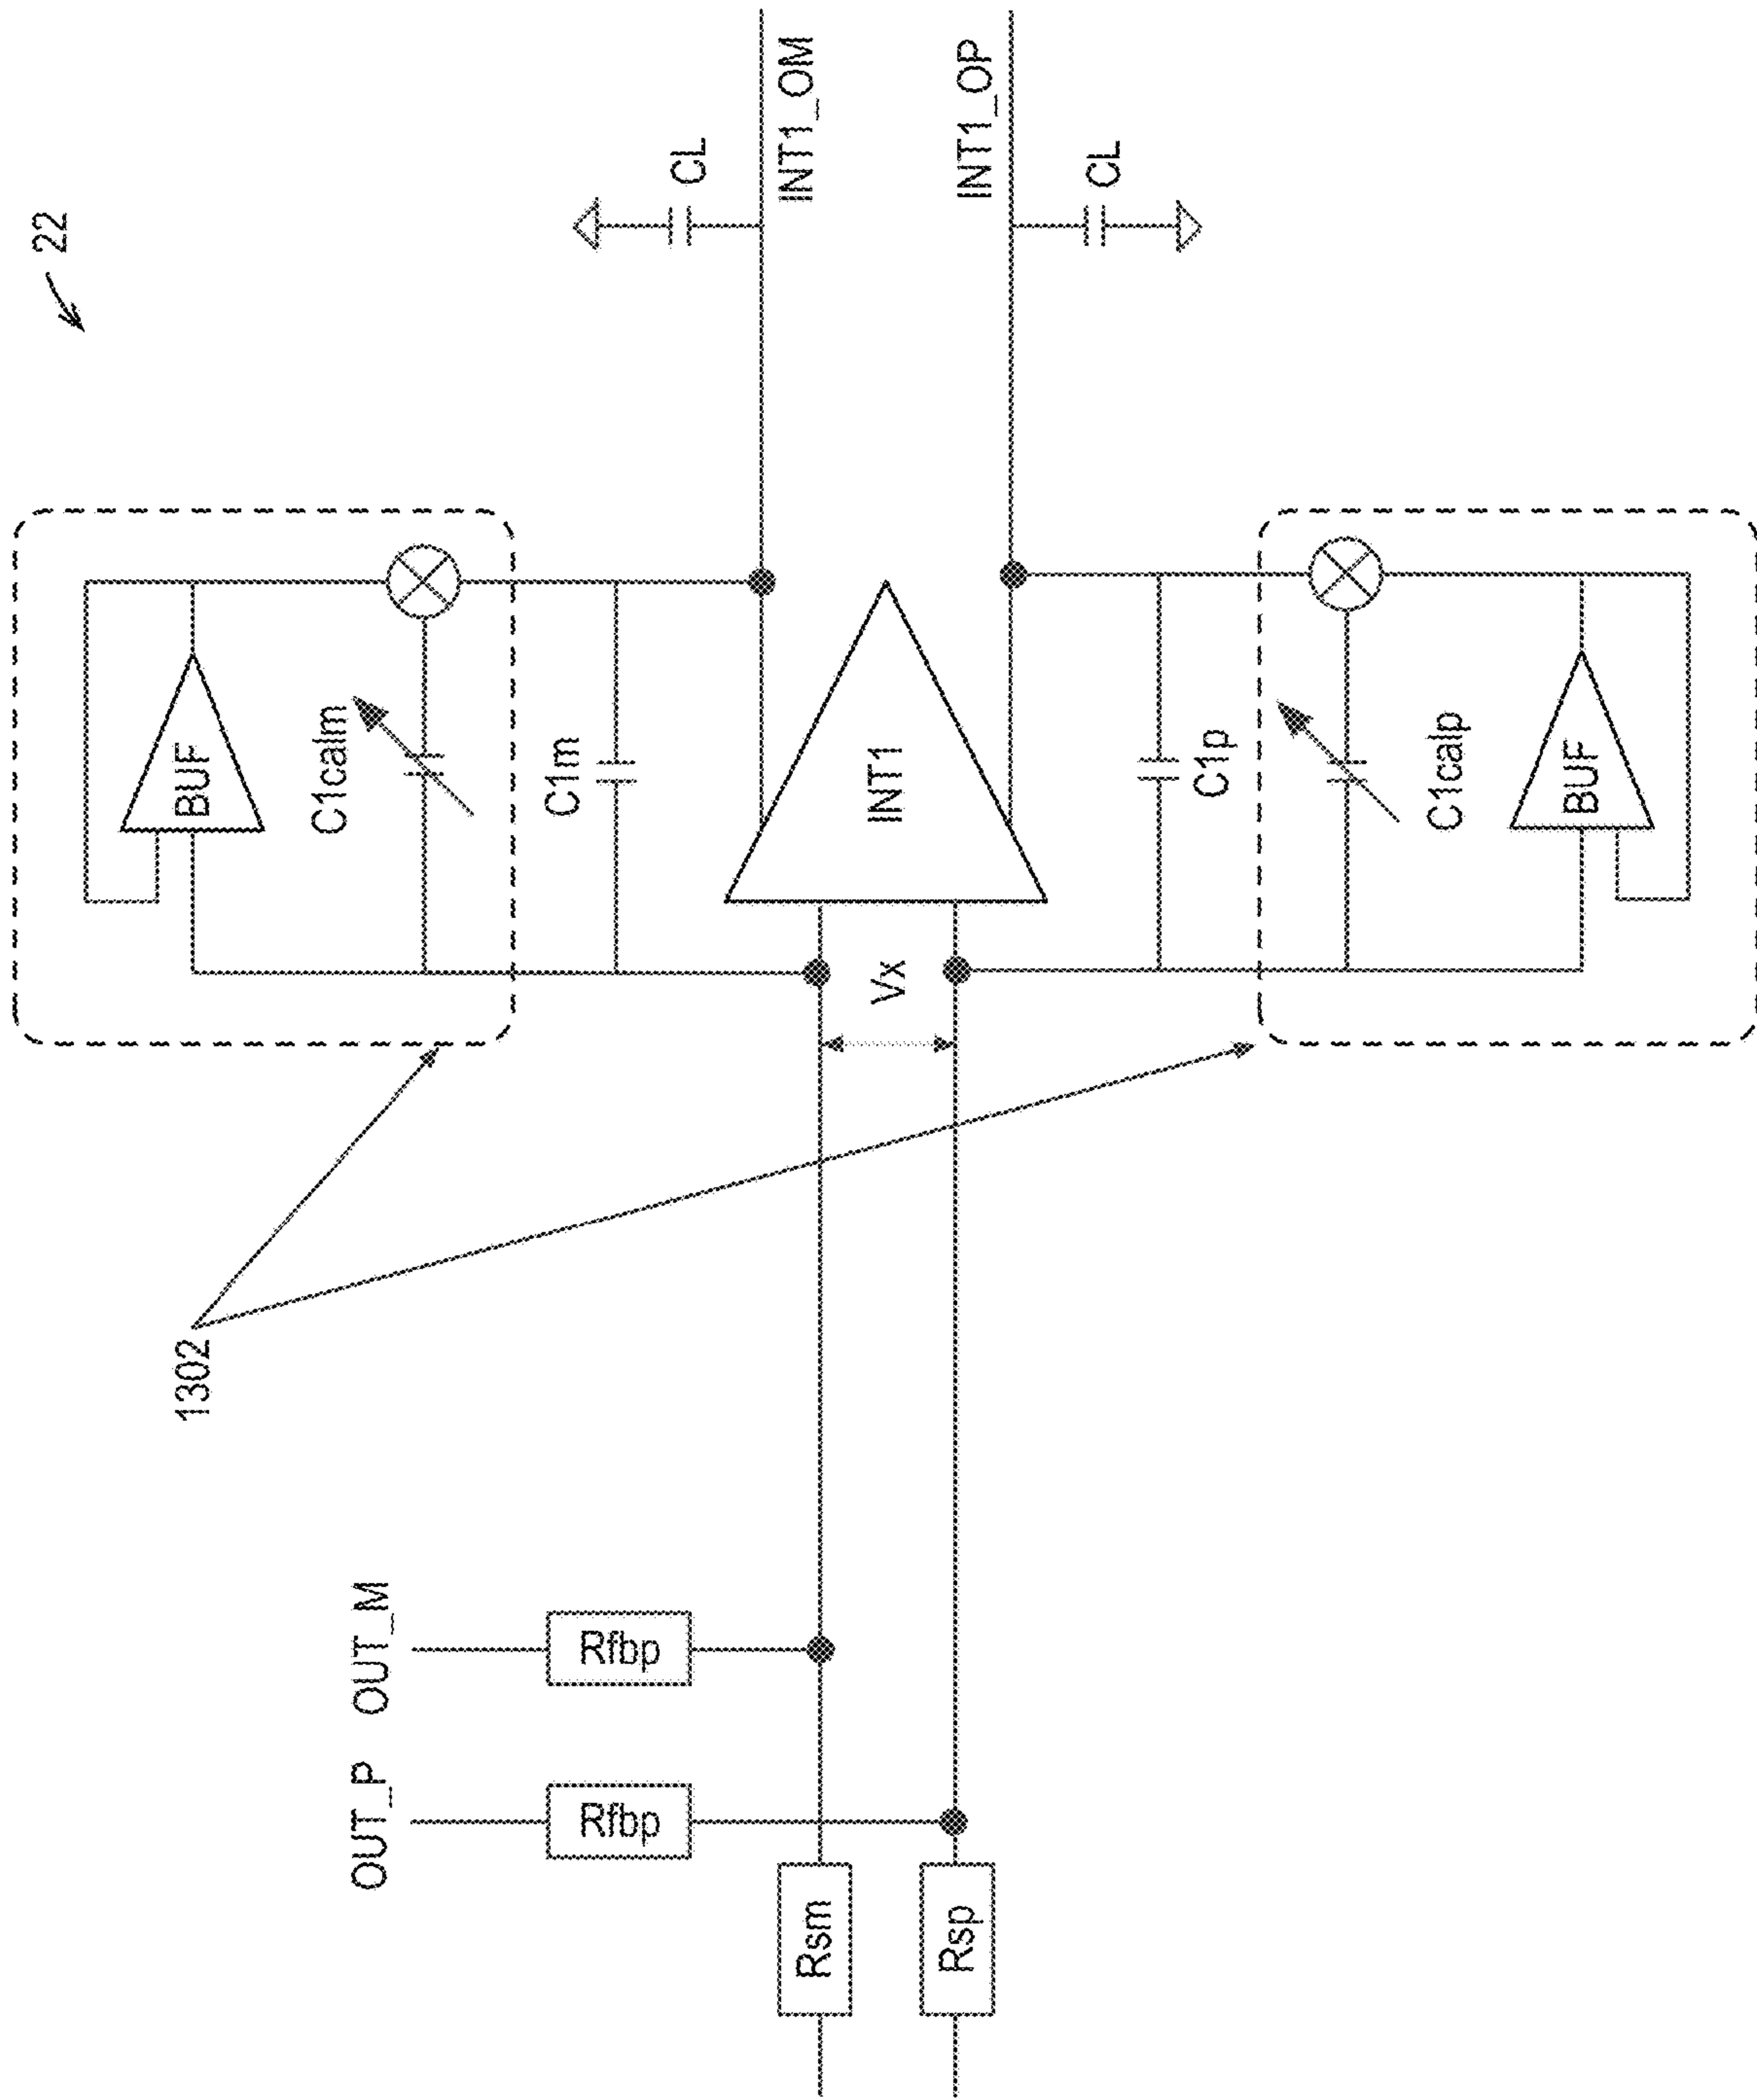 22
BUF
C1calm
C1m
CL
INT1_OM
INT1
Vx
INT1_OP
CL
C1p
C1calp
BUF
1302
OUT_P
OUT_M
Rfbp
Rfbp
Rsm
Rsp